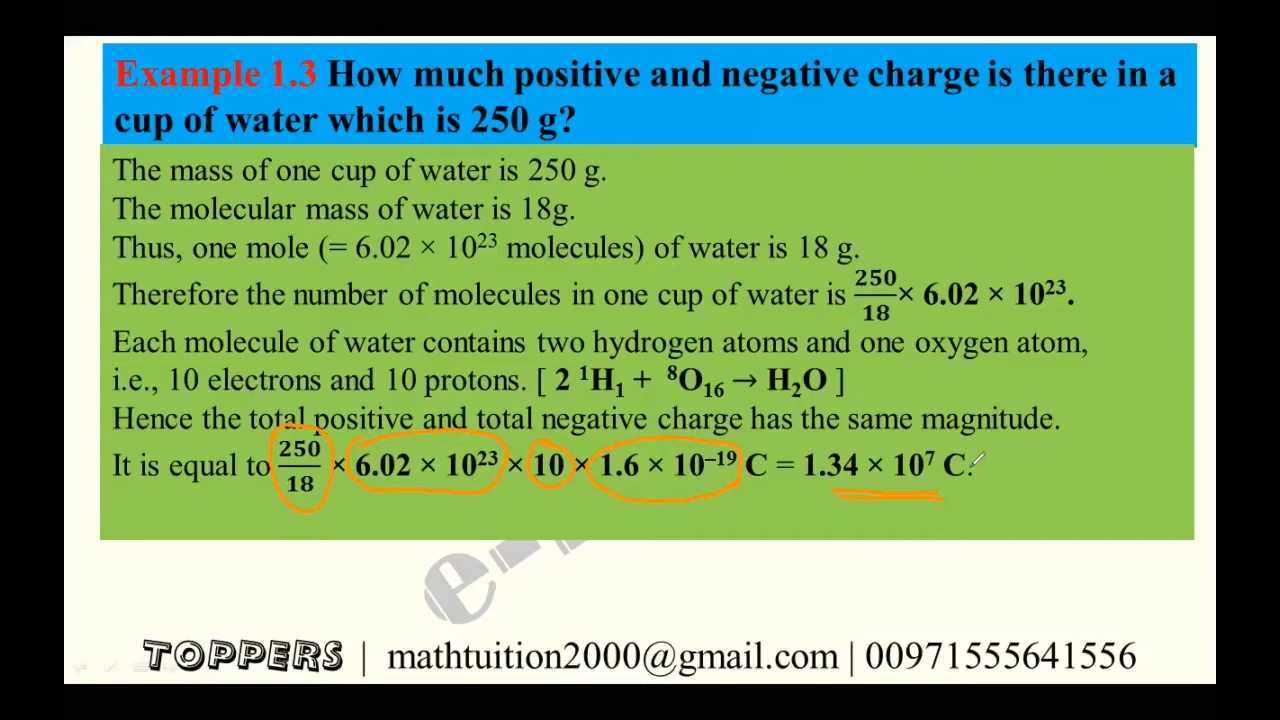 Example 1.3 How much positive and negative charge is there in a
cup of water which is 250 g?
The mass of one cup of water is 250 g.
The molecular mass of water is 18g.
Thus, one mole (= 6.02 × 10²³ molecules) of water is 18 g.
Therefore the number of molecules in one cup of water is 250/18 × 6.02 × 10²³.
Each molecule of water contains two hydrogen atoms and one oxygen atom,
i.e., 10 electrons and 10 protons. [ 2 ¹H₁ + ⁸O₁₆ → H₂O ]
Hence the total positive and total negative charge has the same magnitude.
It is equal to 250/18 × 6.02 × 10²³ × 10 × 1.6 × 10⁻¹⁹ C = 1.34 × 10⁷ C.
TOPPERS | mathtuition2000@gmail.com | 00971555641556